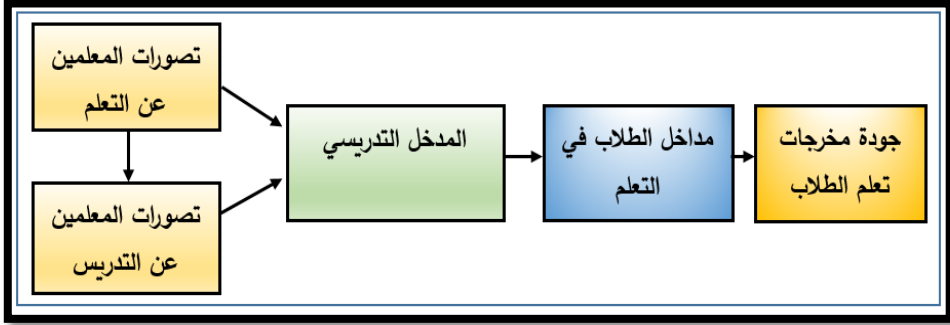 تصورات المعلمين
عن التعلم
تصورات المعلمين
عن التدريس
المدخل التدريسي
مداخل الطلاب في
التعلم
جودة مخرجات
تعلم الطلاب